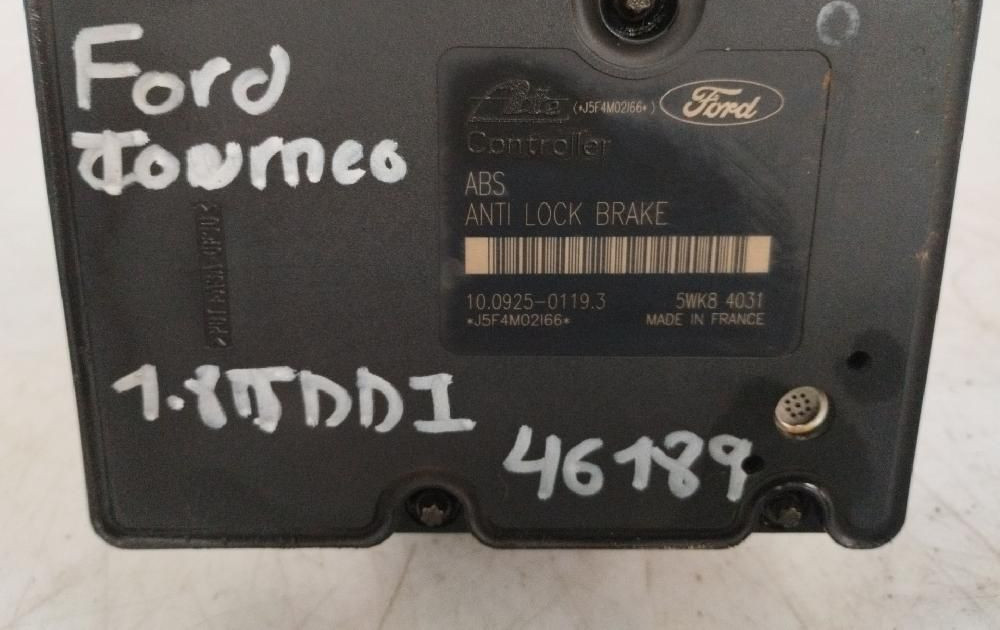 Ford
Tourneo
Ate (*J5F4M02I66*) Ford
Controller
ABS
ANTI LOCK BRAKE
10.0925-0119.3 5WK8 4031
*J5F4M02I66* MADE IN FRANCE
46189